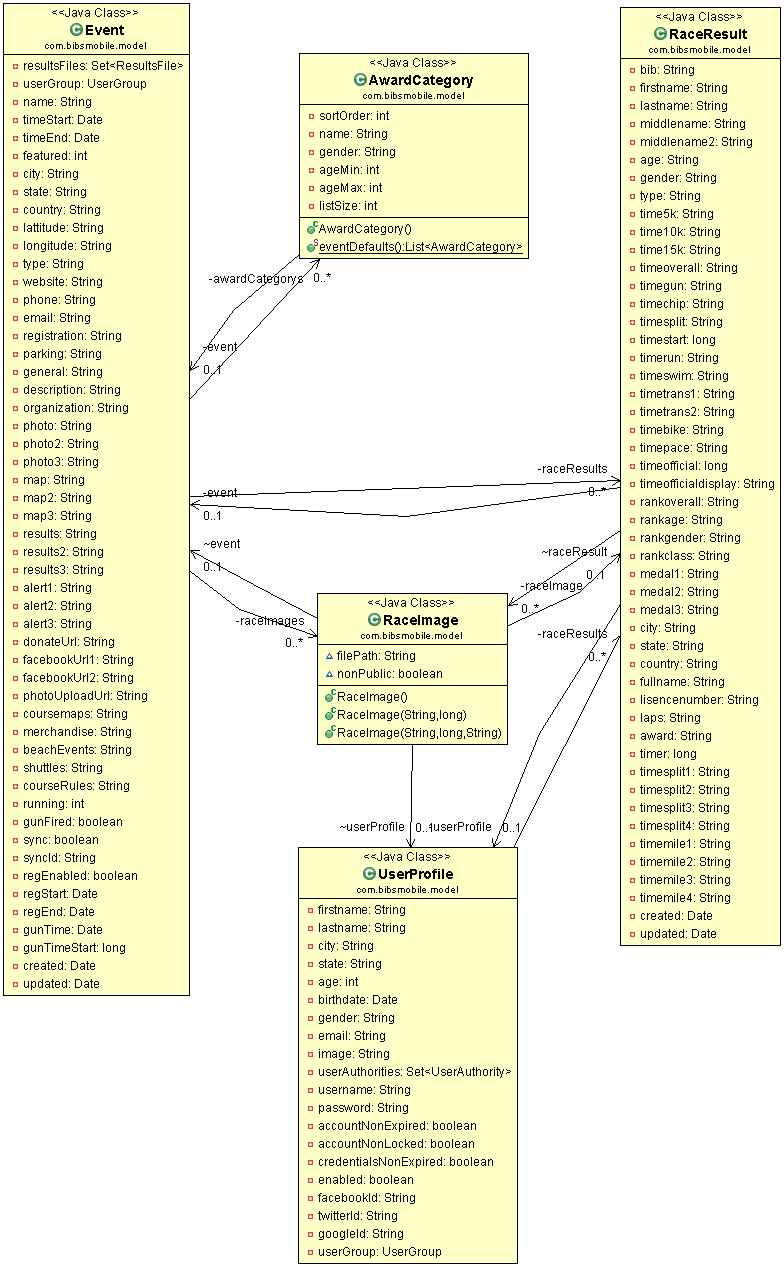 <<Java Class>>
Event
com.bibsmobile.model
resultsFiles: Set<ResultsFile>
userGroup: UserGroup
name: String
timeStart: Date
timeEnd: Date
featured: int
city: String
state: String
country: String
lattitude: String
longitude: String
type: String
website: String
phone: String
email: String
registration: String
parking: String
general: String
description: String
organization: String
photo: String
photo2: String
photo3: String
map: String
map2: String
map3: String
results: String
results2: String
results3: String
alert1: String
alert2: String
alert3: String
donateUrl: String
facebookUrl1: String
facebookUrl2: String
photoUploadUrl: String
coursemaps: String
merchandise: String
beachEvents: String
shuttles: String
courseRules: String
running: int
gunFired: boolean
sync: boolean
syncId: String
regEnabled: boolean
regStart: Date
regEnd: Date
gunTime: Date
gunTimeStart: long
created: Date
updated: Date
<<Java Class>>
AwardCategory
com.bibsmobile.model
sortOrder: int
name: String
gender: String
ageMin: int
ageMax: int
listSize: int
AwardCategory()
eventDefaults():List<AwardCategory>
-awardCategorys
0..*
-event
0..1
-raceResults
0..*
-event
0..1
~event
0..1
-raceImages
0..*
~raceResult
0..1
-raceImage
0..*
-raceResults
0..*
<<Java Class>>
RaceImage
com.bibsmobile.model
filePath: String
nonPublic: boolean
RaceImage()
RaceImage(String,long)
RaceImage(String,long,String)
~userProfile
0..1
-userProfile
0..1
<<Java Class>>
UserProfile
com.bibsmobile.model
firstname: String
lastname: String
city: String
state: String
age: int
birthdate: Date
gender: String
email: String
image: String
userAuthorities: Set<UserAuthority>
username: String
password: String
accountNonExpired: boolean
accountNonLocked: boolean
credentialsNonExpired: boolean
enabled: boolean
facebookId: String
twitterId: String
googleId: String
userGroup: UserGroup
<<Java Class>>
RaceResult
com.bibsmobile.model
bib: String
firstname: String
lastname: String
middlename: String
middlename2: String
age: String
gender: String
type: String
time5k: String
time10k: String
time15k: String
timeoverall: String
timegun: String
timechip: String
timesplit: String
timestart: long
timerun: String
timeswim: String
timetrans1: String
timetrans2: String
timebike: String
timepace: String
timeofficial: long
timeofficialdisplay: String
rankoverall: String
rankage: String
rankgender: String
rankclass: String
medal1: String
medal2: String
medal3: String
city: String
state: String
country: String
fullname: String
lisencenumber: String
laps: String
award: String
timer: long
timesplit1: String
timesplit2: String
timesplit3: String
timesplit4: String
timemile1: String
timemile2: String
timemile3: String
timemile4: String
created: Date
updated: Date